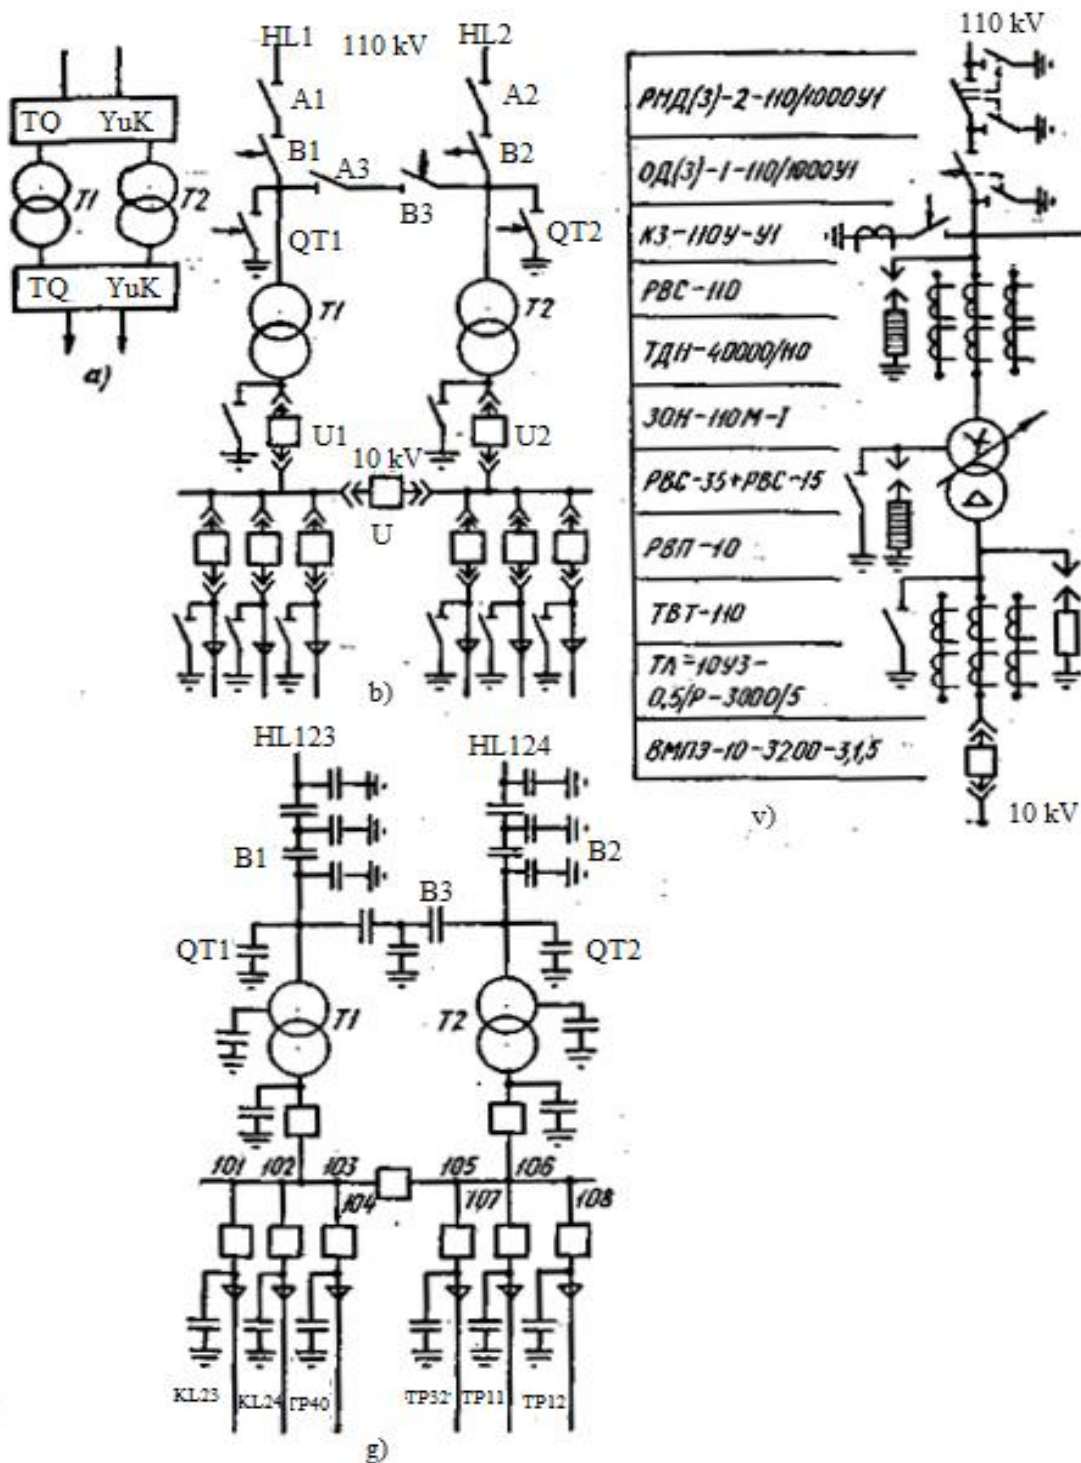 TQ YuK
T1 T2
TQ YuK
а)
HL1 110 kV HL2
A1 A2
B1 A3 B2
B3
QT1 QT2
T1 T2
U1 U2
10 kV
U
b)
110 kV
РНД(З)-2-110/1000У1
ОД(З)-1-110/1000У1
КЗ-110У-У1
РВС-110
ТДН-40000/110
ЗОН-110М-I
РВС-35+РВС-15
РВП-10
ТВТ-110
ТЛ-10УЗ-
0,5/Р-3000/5
ВМПЭ-10-3200-31,5
10 kV
v)
HL123 HL124
B1 B2
B3
QT1 QT2
T1 T2
101 102 103 105 106
104 107 108
KL23 KL24 ГР40 TP32 TP11 TP12
g)